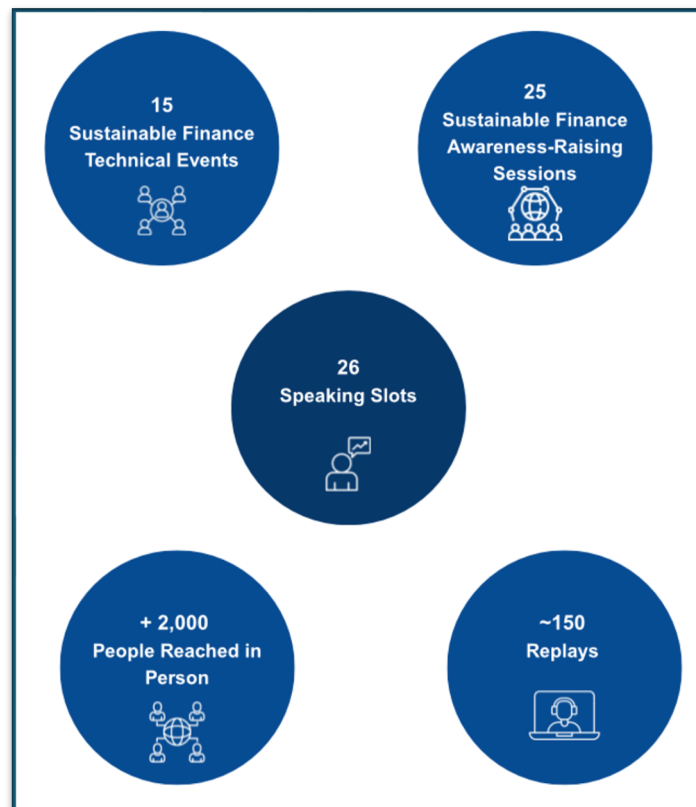 15
Sustainable Finance
Technical Events
25
Sustainable Finance
Awareness-Raising
Sessions
26
Speaking Slots
+ 2,000
People Reached in
Person
~150
Replays